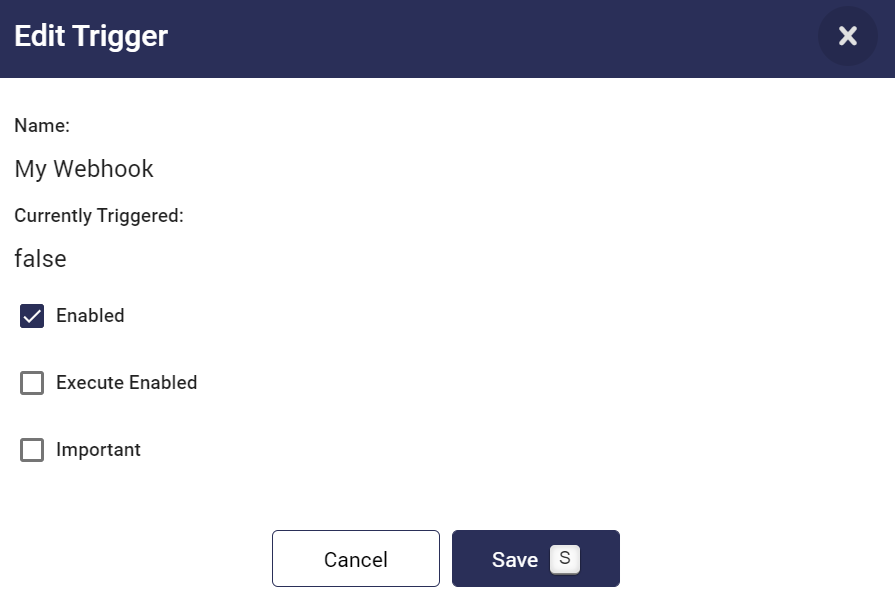 Edit Trigger
Name:
My Webhook
Currently Triggered:
false
Enabled
Execute Enabled
Important
Cancel
Save S